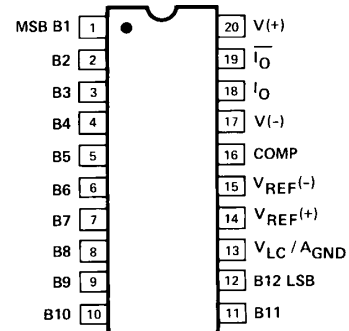 MSB B1 1 20 V(+)
B2 2 19 I̅O̅
B3 3 18 IO
B4 4 17 V(-)
B5 5 16 COMP
B6 6 15 VREF(-)
B7 7 14 VREF(+)
B8 8 13 VLC / AGND
B9 9 12 B12 LSB
B10 10 11 B11